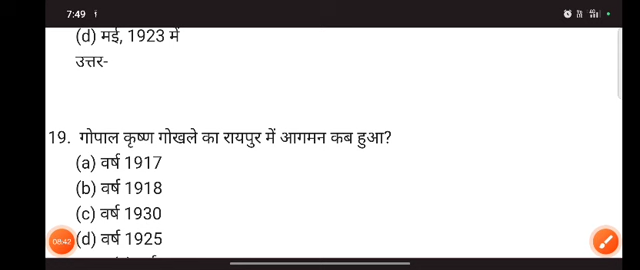 7:49
(d) मई, 1923 में
उत्तर-
19. गोपाल कृष्ण गोखले का रायपुर में आगमन कब हुआ?
(a) वर्ष 1917
(b) वर्ष 1918
(c) वर्ष 1930
08:42
(d) वर्ष 1925